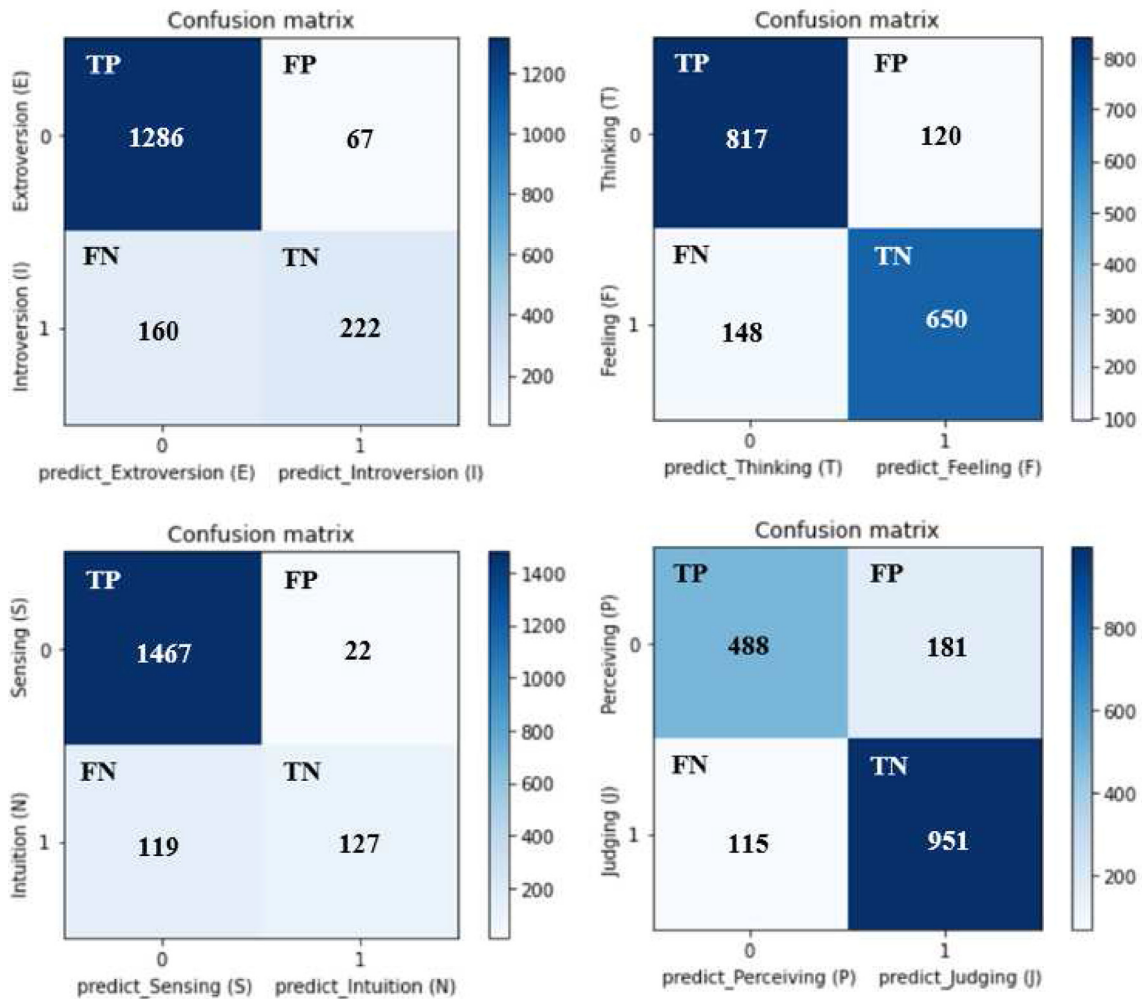 Confusion matrix
TP FP
1286 67
FN TN
160 222
Extroversion (E)
Introversion (I)
0
1
0 1
predict_Extroversion (E) predict_Introversion (I)
1200
1000
800
600
400
200
Confusion matrix
TP FP
817 120
FN TN
148 650
Thinking (T)
Feeling (F)
0
1
0 1
predict_Thinking (T) predict_Feeling (F)
800
700
600
500
400
300
200
100
Confusion matrix
TP FP
1467 22
FN TN
119 127
Sensing (S)
Intuition (N)
0
1
0 1
predict_Sensing (S) predict_Intuition (N)
1400
1200
1000
800
600
400
200
Confusion matrix
TP FP
488 181
FN TN
115 951
Perceiving (P)
Judging (J)
0
1
0 1
predict_Perceiving (P) predict_Judging (J)
800
600
400
200